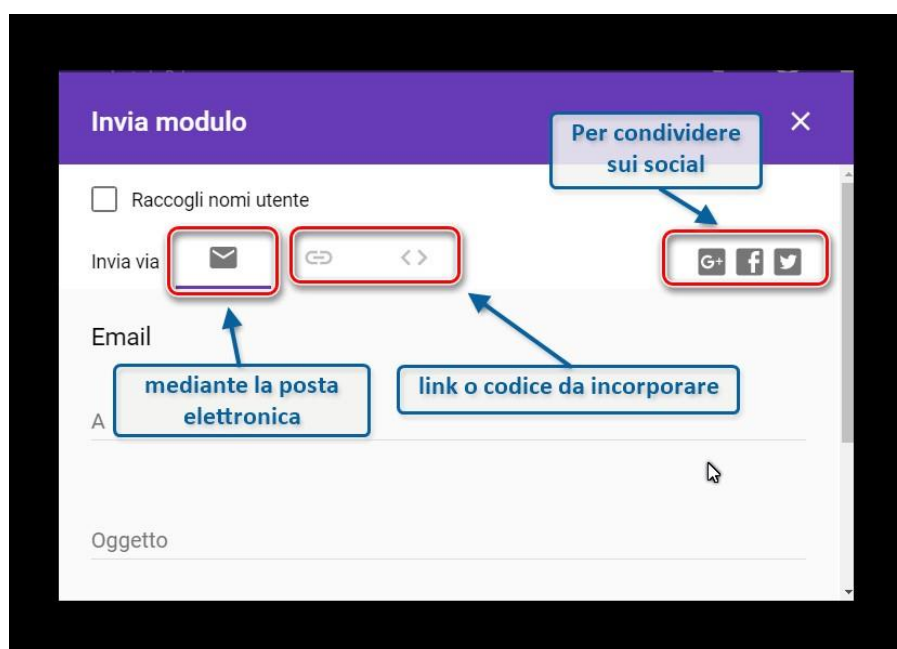 Invia modulo
Per condividere
sui social
Raccogli nomi utente
Invia via
G+
Email
mediante la posta
elettronica
link o codice da incorporare
A
Oggetto